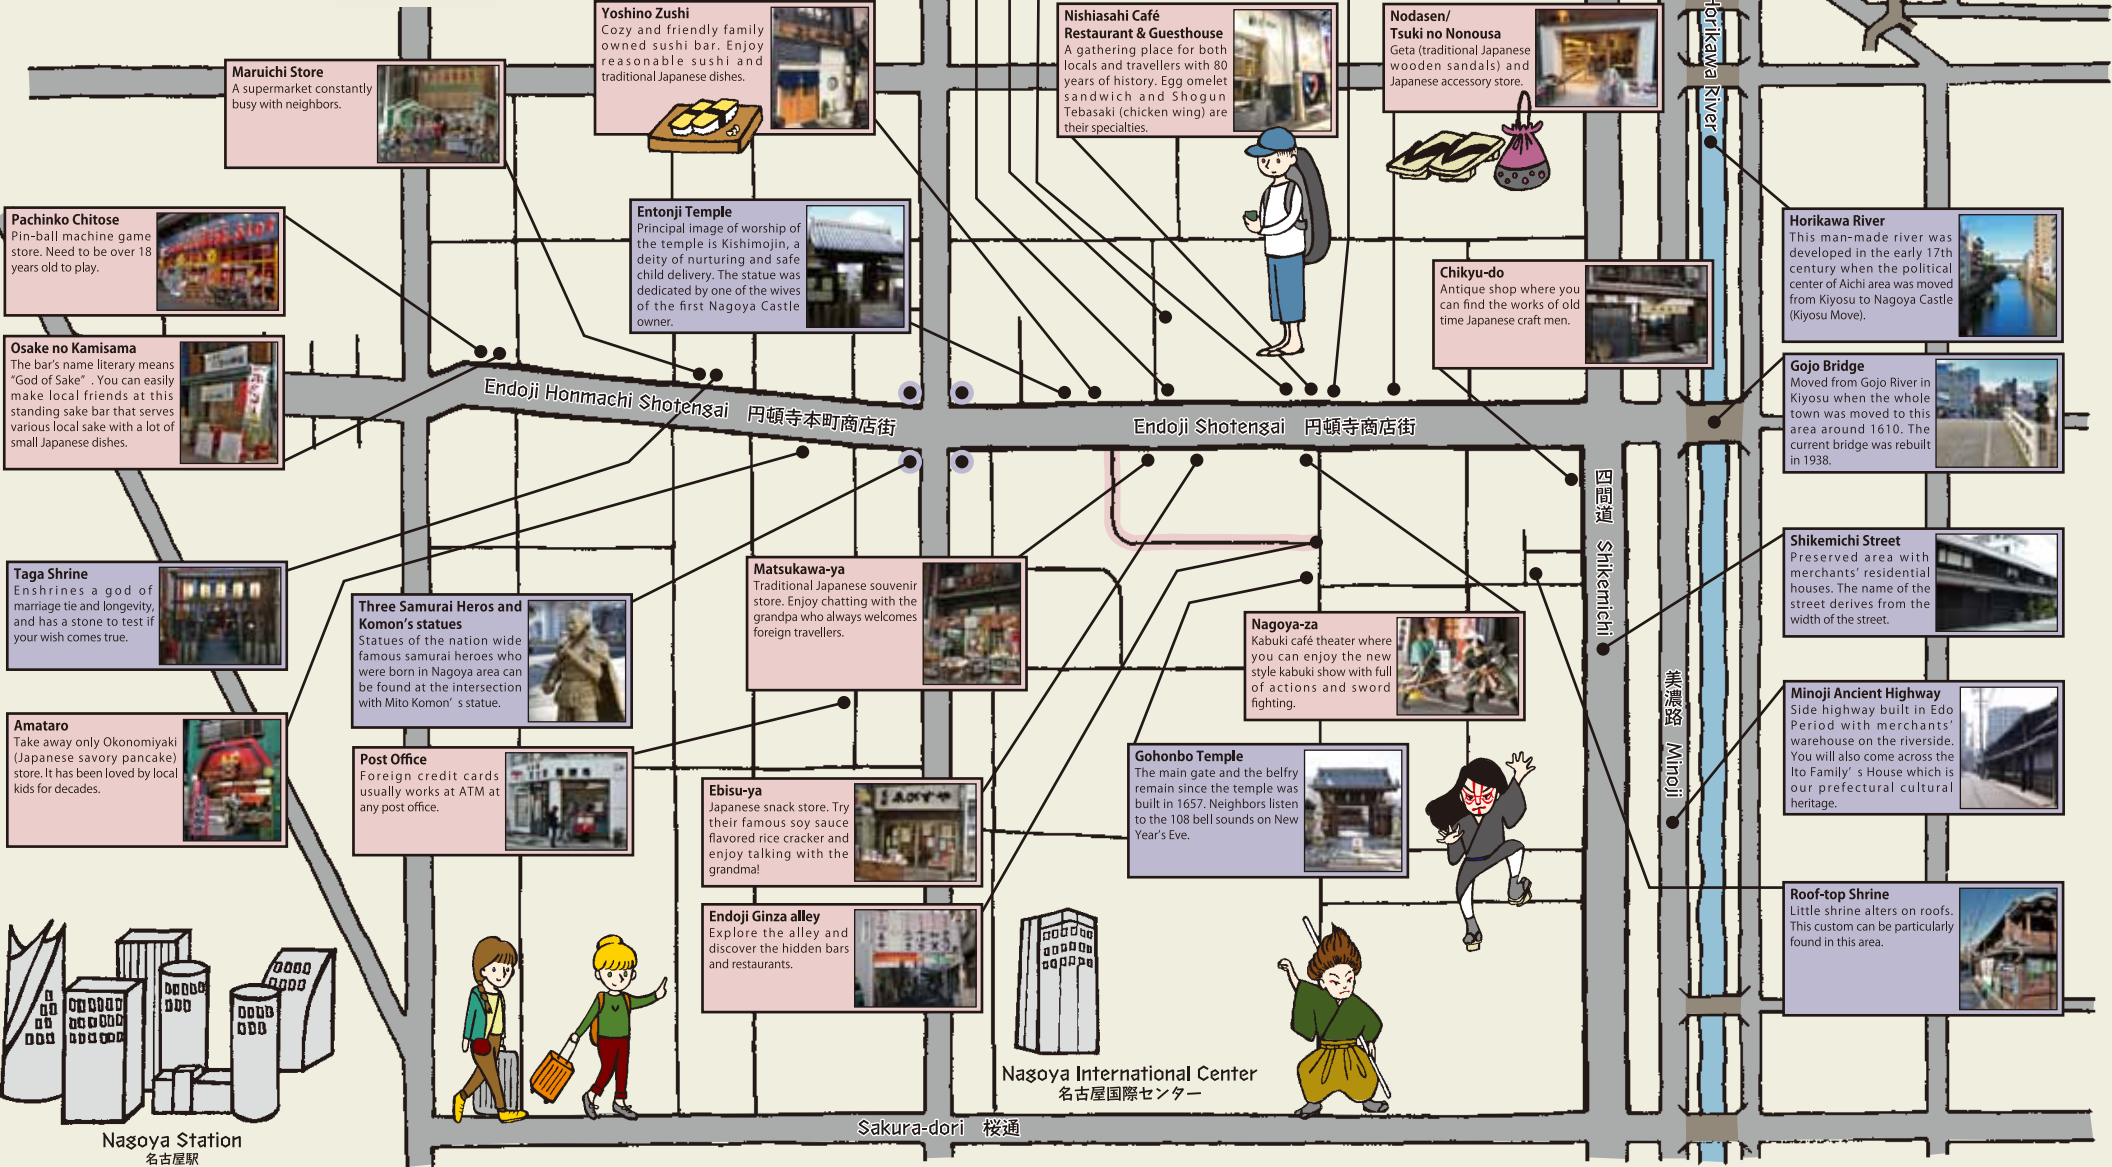 Yoshino Zushi
Cozy and friendly family
owned sushi bar. Enjoy
reasonable sushi and
traditional Japanese dishes.
Nishiasahi Café
Restaurant & Guesthouse
A gathering place for both
locals and travellers with 80
years of history. Egg omelet
sandwich and Shogun
Tebasaki (chicken wing) are
their specialties.
Nodasen/
Tsuki no Nonousa
Geta (traditional Japanese
wooden sandals) and
Japanese accessory store.
Horikawa River
Maruichi Store
A supermarket constantly
busy with neighbors.
Pachinko Chitose
Pin-ball machine game
store. Need to be over 18
years old to play.
Entonji Temple
Principal image of worship of
the temple is Kishimojin, a
deity of nurturing and safe
child delivery. The statue was
dedicated by one of the wives
of the first Nagoya Castle
owner.
Horikawa River
This man-made river was
developed in the early 17th
century when the political
center of Aichi area was moved
from Kiyosu to Nagoya Castle
(Kiyosu Move).
Chikyu-do
Antique shop where you
can find the works of old
time Japanese craft men.
Osake no Kamisama
The bar's name literary means
“God of Sake” . You can easily
make local friends at this
standing sake bar that serves
various local sake with a lot of
small Japanese dishes.
Gojo Bridge
Moved from Gojo River in
Kiyosu when the whole
town was moved to this
area around 1610. The
current bridge was rebuilt
in 1938.
Endoji Honmachi Shotengai 円頓寺本町商店街
Endoji Shotengai 円頓寺商店街
四間道 Shikemichi
Shikemichi Street
Preserved area with
merchants' residential
houses. The name of the
street derives from the
width of the street.
Taga Shrine
Enshrines a god of
marriage tie and longevity,
and has a stone to test if
your wish comes true.
Matsukawa-ya
Traditional Japanese souvenir
store. Enjoy chatting with the
grandpa who always welcomes
foreign travellers.
Three Samurai Heros and
Komon's statues
Statues of the nation wide
famous samurai heroes who
were born in Nagoya area can
be found at the intersection
with Mito Komon’ s statue.
Nagoya-za
Kabuki café theater where
you can enjoy the new
style kabuki show with full
of actions and sword
fighting.
美濃路 Minoji
Minoji Ancient Highway
Side highway built in Edo
Period with merchants'
warehouse on the riverside.
You will also come across the
Ito Family’ s House which is
our prefectural cultural
heritage.
Amataro
Take away only Okonomiyaki
(Japanese savory pancake)
store. It has been loved by local
kids for decades.
Post Office
Foreign credit cards
usually works at ATM at
any post office.
Gohonbo Temple
The main gate and the belfry
remain since the temple was
built in 1657. Neighbors listen
to the 108 bell sounds on New
Year's Eve.
Ebisu-ya
Japanese snack store. Try
their famous soy sauce
flavored rice cracker and
enjoy talking with the
grandma!
ゑびすや
Roof-top Shrine
Little shrine alters on roofs.
This custom can be particularly
found in this area.
Endoji Ginza alley
Explore the alley and
discover the hidden bars
and restaurants.
Nagoya International Center
名古屋国際センター
Sakura-dori 桜通
Nagoya Station
名古屋駅